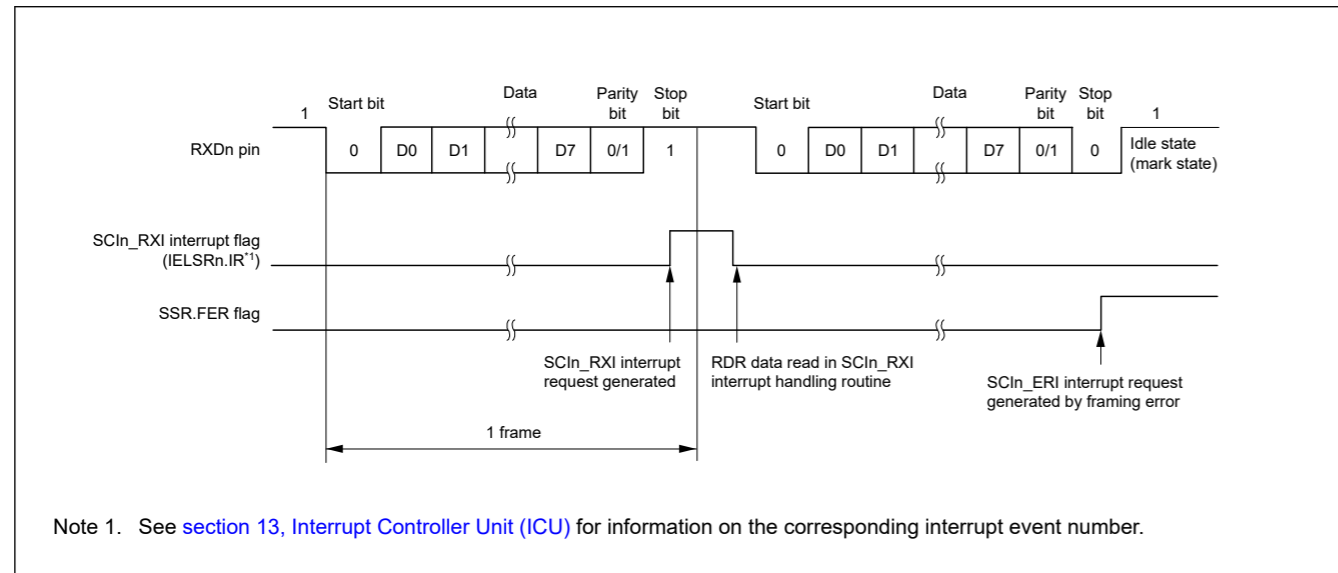 1 Start bit Data Parity bit Stop bit Start bit Data Parity bit Stop bit 1
RXDn pin 0 D0 D1 D7 0/1 1 0 D0 D1 D7 0/1 0 Idle state (mark state)
SCIn_RXI interrupt flag
(IELSRn.IR*1)
SSR.FER flag
SCIn_RXI interrupt
request generated
RDR data read in SCIn_RXI
interrupt handling routine
SCIn_ERI interrupt request
generated by framing error
1 frame
Note 1. See section 13, Interrupt Controller Unit (ICU) for information on the corresponding interrupt event number.